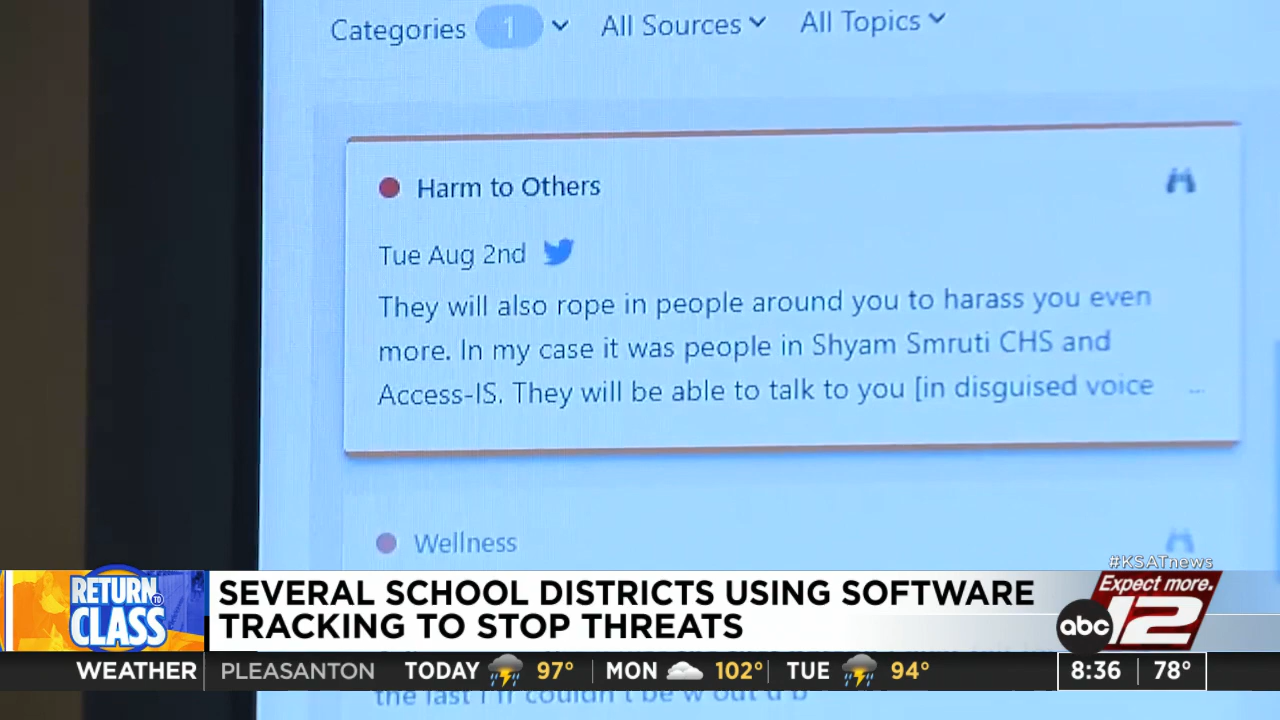 Categories 1 All Sources All Topics
Harm to Others
Tue Aug 2nd
They will also rope in people around you to harass you even
more. In my case it was people in Shyam Smruti CHS and
Access-IS. They will be able to talk to you [in disguised voice ...
Wellness
#KSATnews
RETURN TO
CLASS
SEVERAL SCHOOL DISTRICTS USING SOFTWARE
TRACKING TO STOP THREATS
Expect more.
abc 12
WEATHER PLEASANTON TODAY 97° MON 102° TUE 94° 8:36 78°
the last